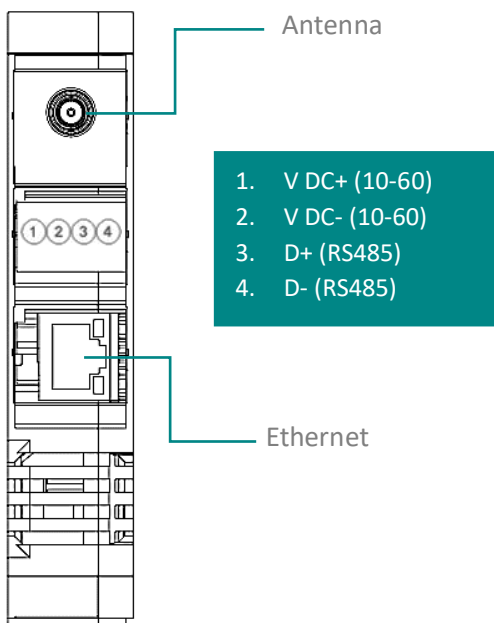 Antenna
1. V DC+ (10-60)
2. V DC- (10-60)
3. D+ (RS485)
4. D- (RS485)
1 2 3 4
Ethernet